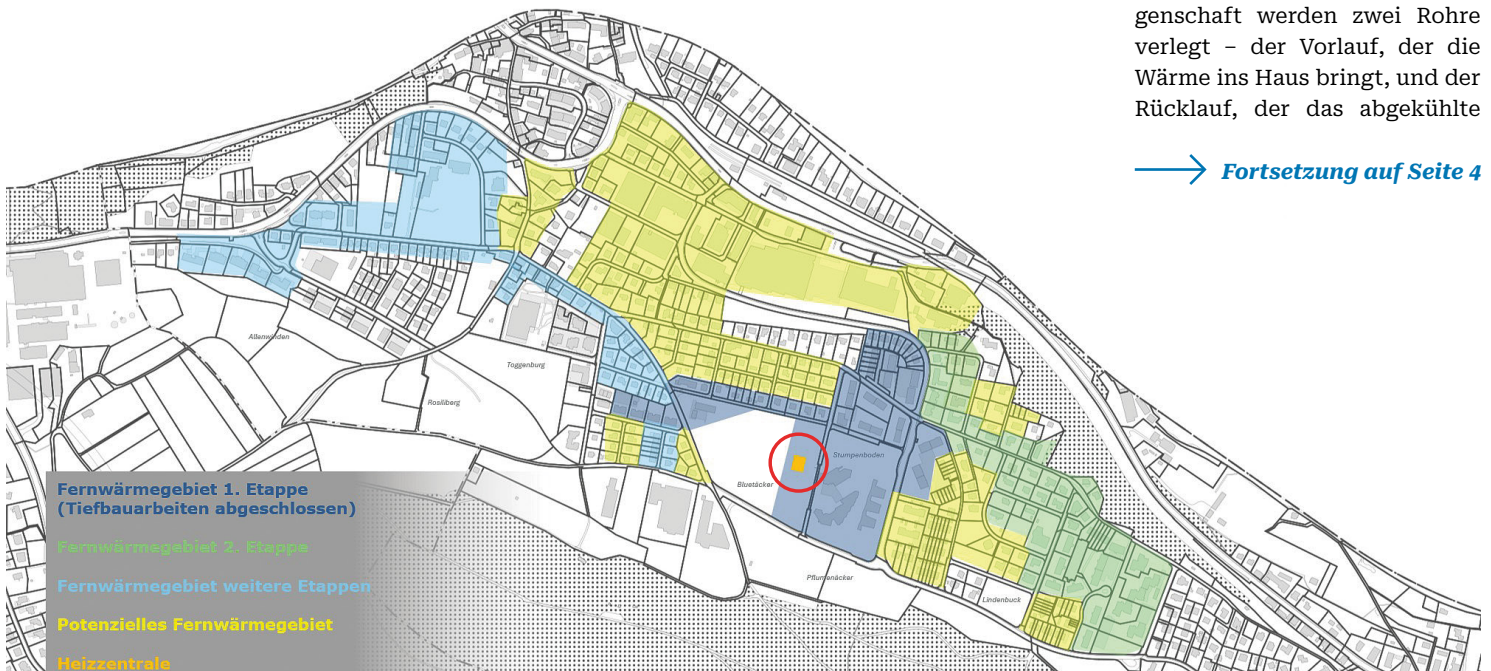 genschaft werden zwei Rohre
verlegt – der Vorlauf, der die
Wärme ins Haus bringt, und der
Rücklauf, der das abgekühlte
Fortsetzung auf Seite 4
Allenwinden
Toggenburg
Rosiliberg
Stumpenboden
Bluetäcker
Pflumenäcker
Lindenbuck
Fernwärmegebiet 1. Etappe
(Tiefbauarbeiten abgeschlossen)
Fernwärmegebiet 2. Etappe
Fernwärmegebiet weitere Etappen
Potenzielles Fernwärmegebiet
Heizzentrale